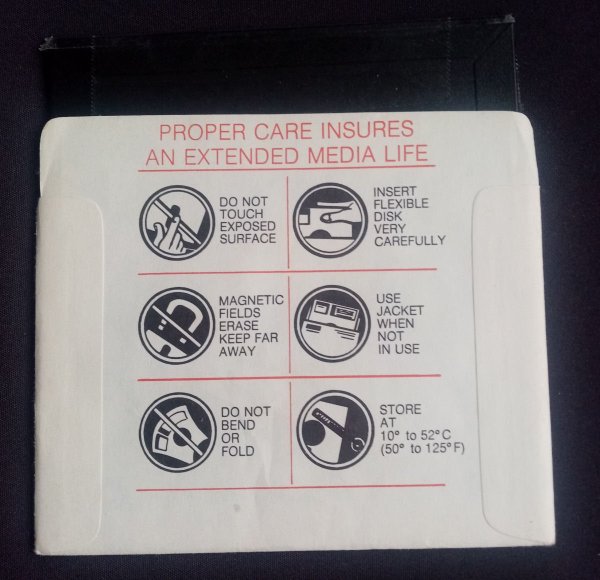 PROPER CARE INSURES
AN EXTENDED MEDIA LIFE
DO NOT
TOUCH
EXPOSED
SURFACE
INSERT
FLEXIBLE
DISK
VERY
CAREFULLY
MAGNETIC
FIELDS
ERASE
KEEP FAR
AWAY
USE
JACKET
WHEN
NOT
IN USE
DO NOT
BEND
OR
FOLD
STORE
AT
10° to 52°C
(50° to 125°F)